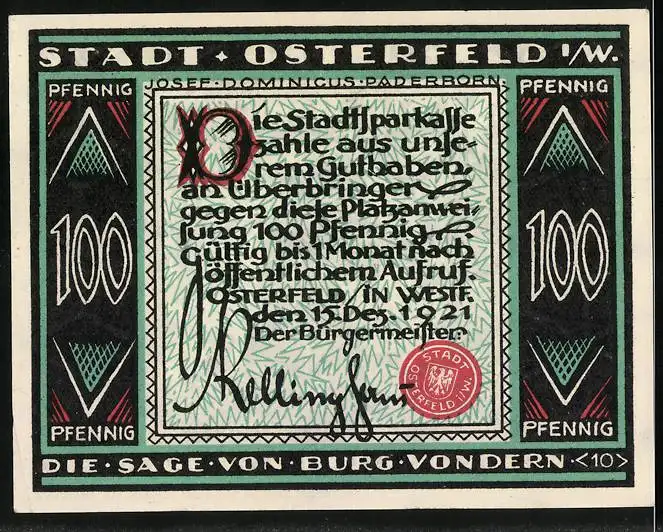 STADT · OSTERFELD i/W.
PFENNIG
JOSEF · DOMINICUS · PADERBORN
PFENNIG
100
100
Die Stadtsparkasse
zahle aus unse-
rem Guthaben,
an Überbringer
gegen diese Platzanwei-
sung 100 Pfennig
Gültig bis 1 Monat nach
öffentlichem Aufruf.
OSTERFELD/IN WESTF.
den 15. Dez. 1921
Der Bürgermeister:
Kellinghaus
STADT
OSTERFELD i/W.
PFENNIG
PFENNIG
DIE · SAGE · VON · BURG · VONDERN · <10>